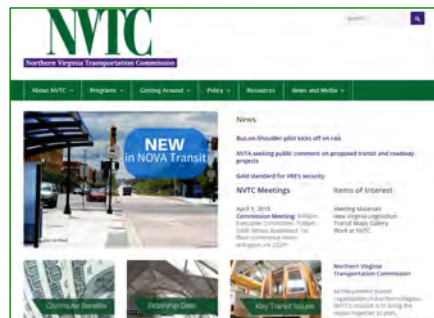 NVTC
Northern Virginia Transportation Commission
About NVTC
Programs
Getting Around
Policy
Resources
News and Media
NEW
in NOVA Transit
News
Bus-on-Shoulder pilot kicks off on I-66
NVTA seeking public comment on proposed transit and roadway
projects
Gold standard for VRE's security
NVTC Meetings
April 2, 2015
Commission Meeting
Executive Committee
Arlington, VA 22201
Items of Interest
Meeting Materials
New Virginia Legislation
Transit Maps Gallery
Work at NVTC
Commuter Benefits
Ridership Data
Key Transit Issues
Northern Virginia
Transportation Commission